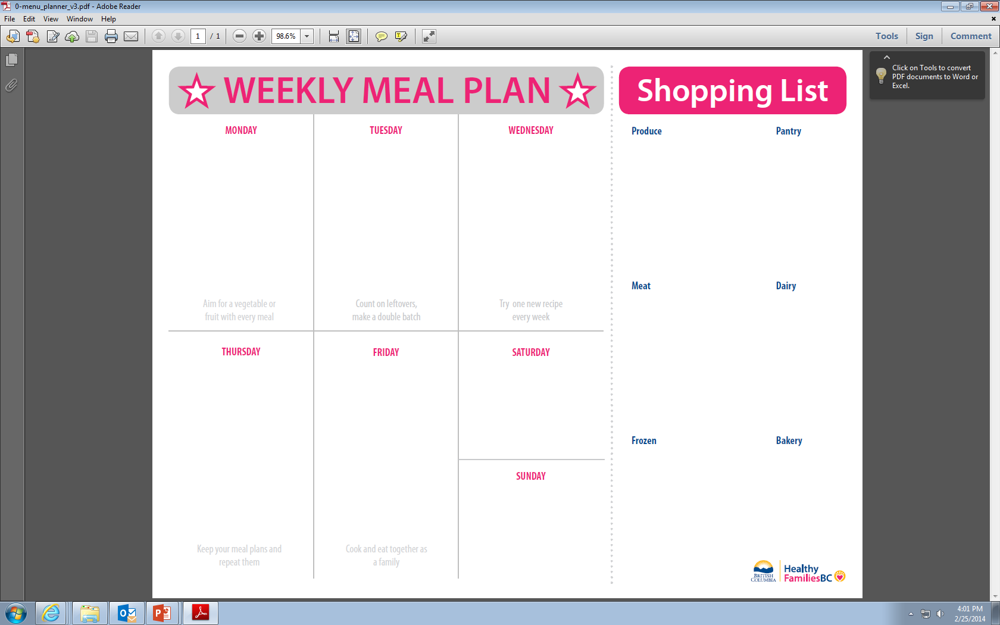 0-menu_planner_v3.pdf - Adobe Reader
File Edit View Window Help
1 / 1 98.6% Tools Sign Comment
Click on Tools to convert
PDF documents to Word or
Excel.
WEEKLY MEAL PLAN
MONDAY
Aim for a vegetable or
fruit with every meal
TUESDAY
Count on leftovers,
make a double batch
WEDNESDAY
Try one new recipe
every week
THURSDAY
Keep your meal plans and
repeat them
FRIDAY
Cook and eat together as
a family
SATURDAY
SUNDAY
Shopping List
Produce
Pantry
Meat
Dairy
Frozen
Bakery
BRITISH
COLUMBIA
Healthy
FamiliesBC
4:01 PM
2/25/2014